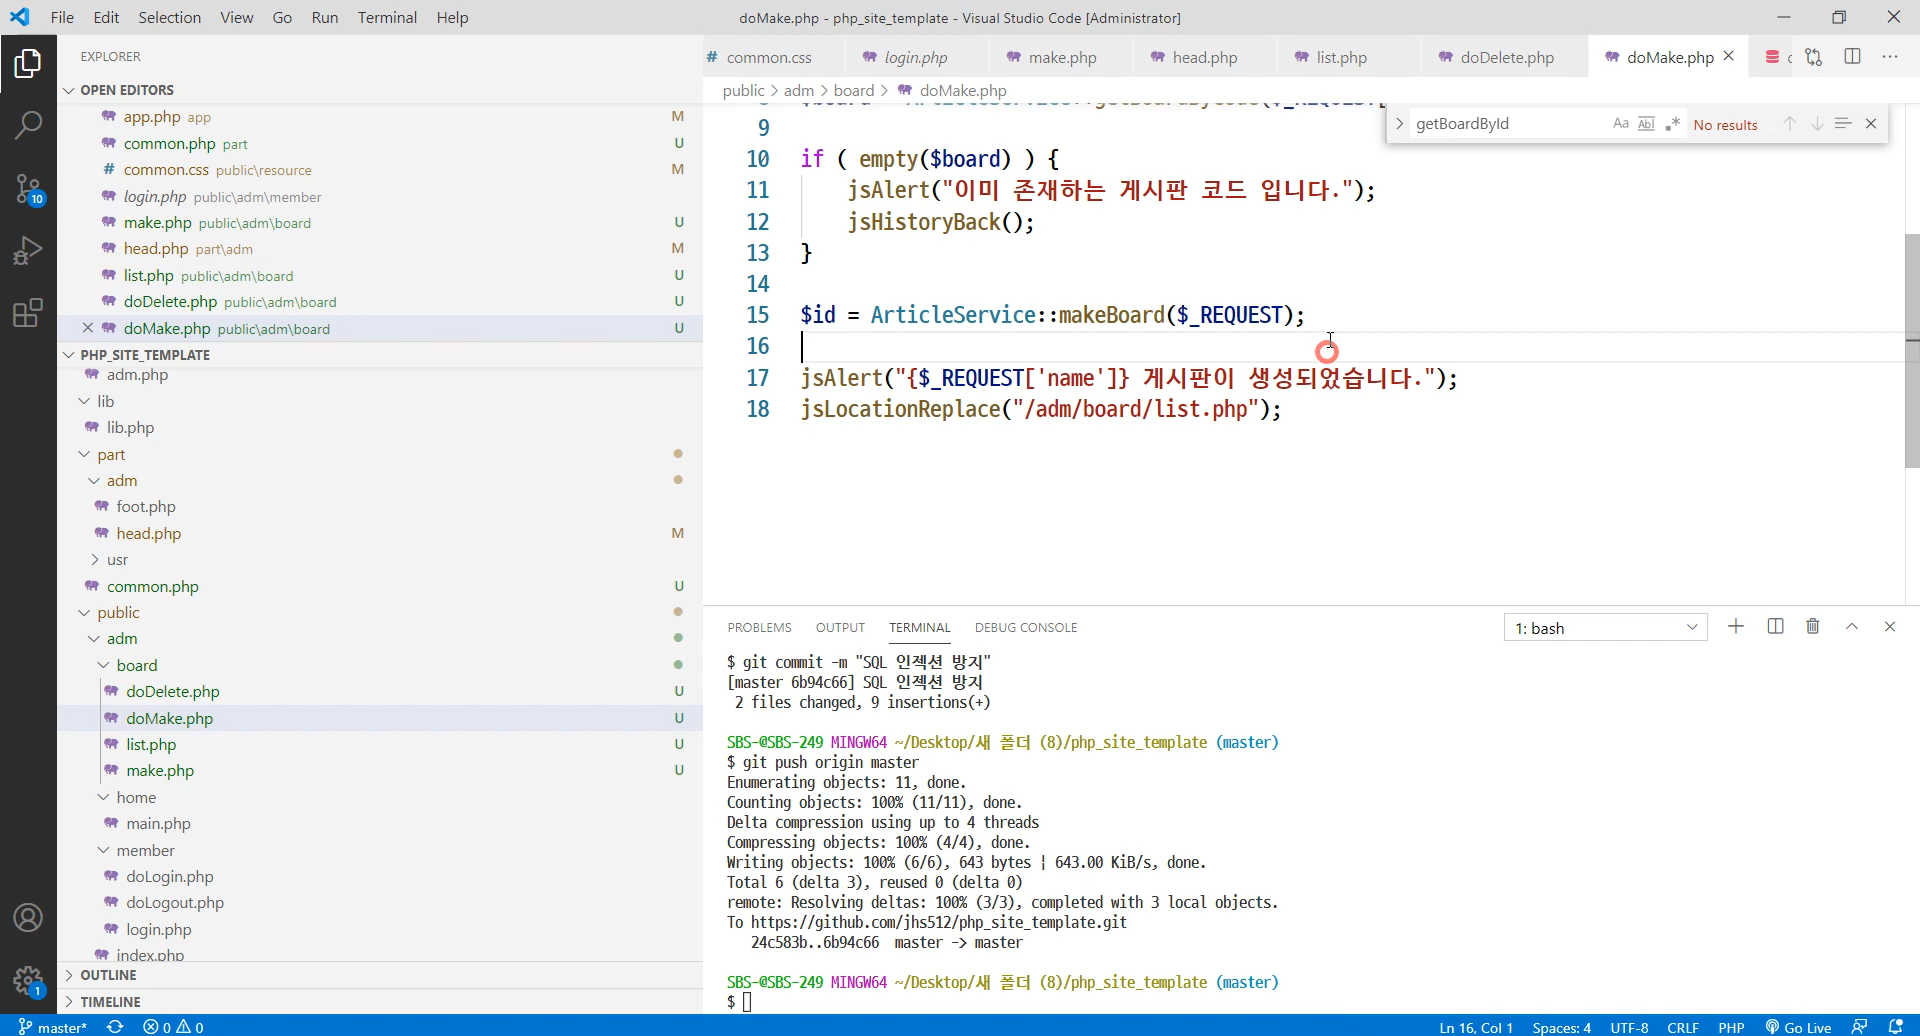 File Edit Selection View Go Run Terminal Help
doMake.php - php_site_template - Visual Studio Code [Administrator]
EXPLORER
OPEN EDITORS
app.php app M
common.php part U
# common.css public\resource M
login.php public\adm\member
make.php public\adm\board U
head.php part\adm M
list.php public\adm\board U
doDelete.php public\adm\board U
doMake.php public\adm\board U
PHP_SITE_TEMPLATE
adm.php
lib
lib.php
part
adm
foot.php
head.php M
usr
common.php U
public
adm
board
doDelete.php U
doMake.php U
list.php U
make.php U
home
main.php
member
doLogin.php
doLogout.php
login.php
index.php
OUTLINE
TIMELINE
10
1
# common.css login.php make.php head.php list.php doDelete.php doMake.php
public > adm > board > doMake.php
getBoardById Aa Abl .* No results
9
10 if ( empty($board) ) {
11 jsAlert("이미 존재하는 게시판 코드 입니다.");
12 jsHistoryBack();
13 }
14
15 $id = ArticleService::makeBoard($_REQUEST);
16
17 jsAlert("{$_REQUEST['name']} 게시판이 생성되었습니다.");
18 jsLocationReplace("/adm/board/list.php");
PROBLEMS OUTPUT TERMINAL DEBUG CONSOLE
1: bash
$ git commit -m "SQL 인젝션 방지"
[master 6b94c66] SQL 인젝션 방지
2 files changed, 9 insertions(+)
SBS-@SBS-249 MINGW64 ~/Desktop/새 폴더 (8)/php_site_template (master)
$ git push origin master
Enumerating objects: 11, done.
Counting objects: 100% (11/11), done.
Delta compression using up to 4 threads
Compressing objects: 100% (4/4), done.
Writing objects: 100% (6/6), 643 bytes | 643.00 KiB/s, done.
Total 6 (delta 3), reused 0 (delta 0)
remote: Resolving deltas: 100% (3/3), completed with 3 local objects.
To https://github.com/jhs512/php_site_template.git
24c583b..6b94c66 master -> master
SBS-@SBS-249 MINGW64 ~/Desktop/새 폴더 (8)/php_site_template (master)
$
master* 0 0
Ln 16, Col 1 Spaces: 4 UTF-8 CRLF PHP Go Live